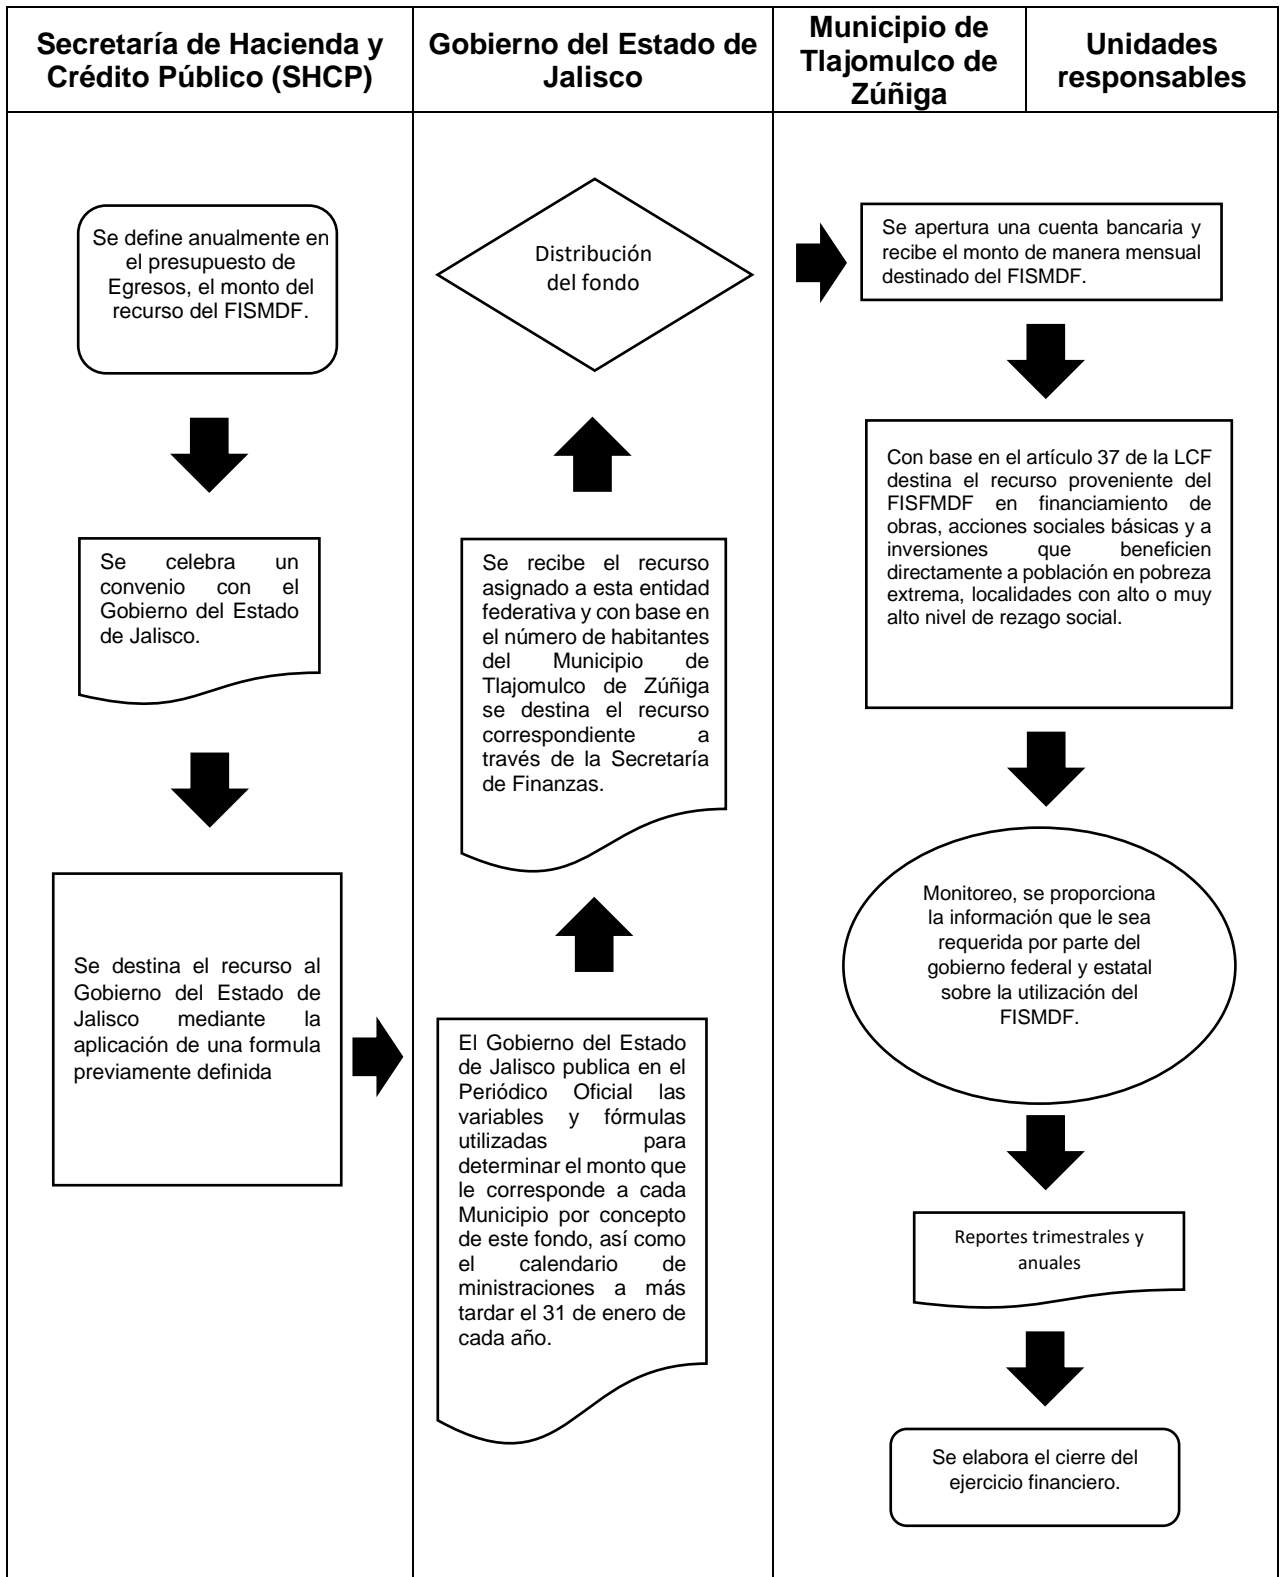 Secretaría de Hacienda y
Crédito Público (SHCP)
Gobierno del Estado de
Jalisco
Municipio de
Tlajomulco de
Zúñiga
Unidades
responsables
Se define anualmente en
el presupuesto de
Egresos, el monto del
recurso del FISMDF.
Se celebra un
convenio con el
Gobierno del Estado
de Jalisco.
Se destina el recurso al
Gobierno del Estado de
Jalisco mediante la
aplicación de una formula
previamente definida
Distribución
del fondo
Se recibe el recurso
asignado a esta entidad
federativa y con base en
el número de habitantes
del Municipio de
Tlajomulco de Zúñiga
se destina el recurso
correspondiente a
través de la Secretaría
de Finanzas.
El Gobierno del Estado
de Jalisco publica en el
Periódico Oficial las
variables y fórmulas
utilizadas para
determinar el monto que
le corresponde a cada
Municipio por concepto
de este fondo, así como
el calendario de
ministraciones a más
tardar el 31 de enero de
cada año.
Se apertura una cuenta bancaria y
recibe el monto de manera mensual
destinado del FISMDF.
Con base en el artículo 37 de la LCF
destina el recurso proveniente del
FISFMDF en financiamiento de
obras, acciones sociales básicas y a
inversiones que beneficien
directamente a población en pobreza
extrema, localidades con alto o muy
alto nivel de rezago social.
Monitoreo, se proporciona
la información que le sea
requerida por parte del
gobierno federal y estatal
sobre la utilización del
FISMDF.
Reportes trimestrales y
anuales
Se elabora el cierre del
ejercicio financiero.